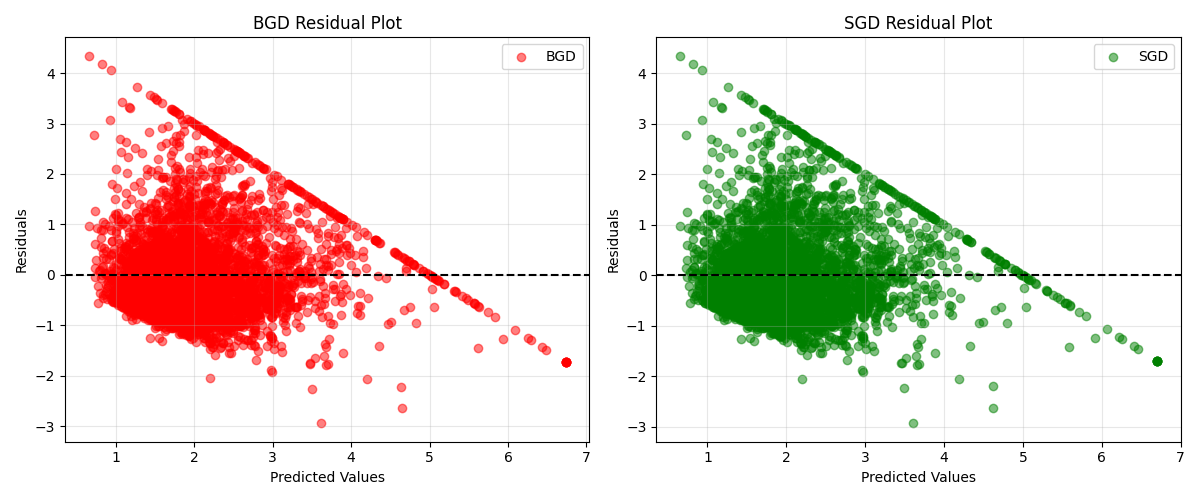 BGD Residual Plot
BGD
Residuals
4
3
2
1
0
−1
−2
−3
1 2 3 4 5 6 7
Predicted Values
SGD Residual Plot
SGD
Residuals
4
3
2
1
0
−1
−2
−3
1 2 3 4 5 6 7
Predicted Values